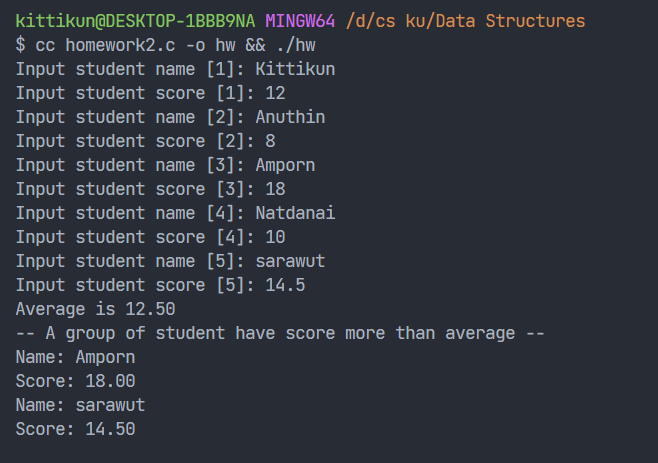 kittikun@DESKTOP-1BBB9NA MINGW64 /d/cs ku/Data Structures
$ cc homework2.c -o hw && ./hw
Input student name [1]: Kittikun
Input student score [1]: 12
Input student name [2]: Anuthin
Input student score [2]: 8
Input student name [3]: Amporn
Input student score [3]: 18
Input student name [4]: Natdanai
Input student score [4]: 10
Input student name [5]: sarawut
Input student score [5]: 14.5
Average is 12.50
-- A group of student have score more than average --
Name: Amporn
Score: 18.00
Name: sarawut
Score: 14.50